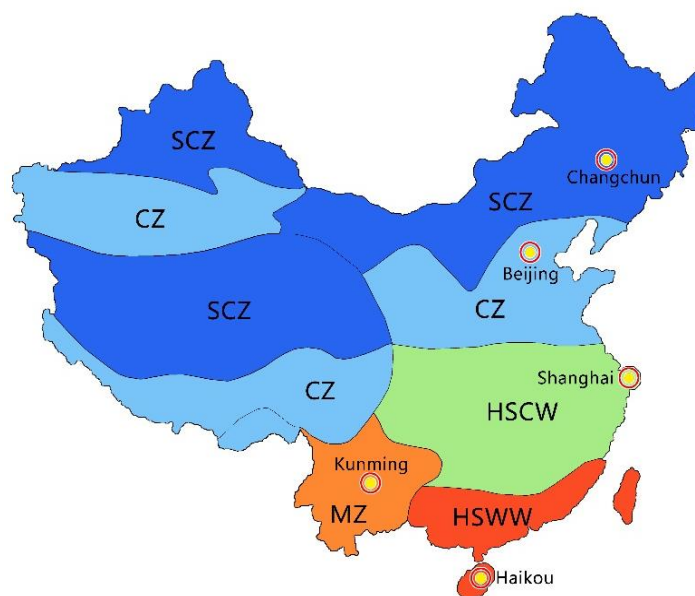 SCZ
Changchun
SCZ
CZ
Beijing
SCZ
CZ
Shanghai
CZ
HSCW
Kunming
MZ
HSWW
Haikou